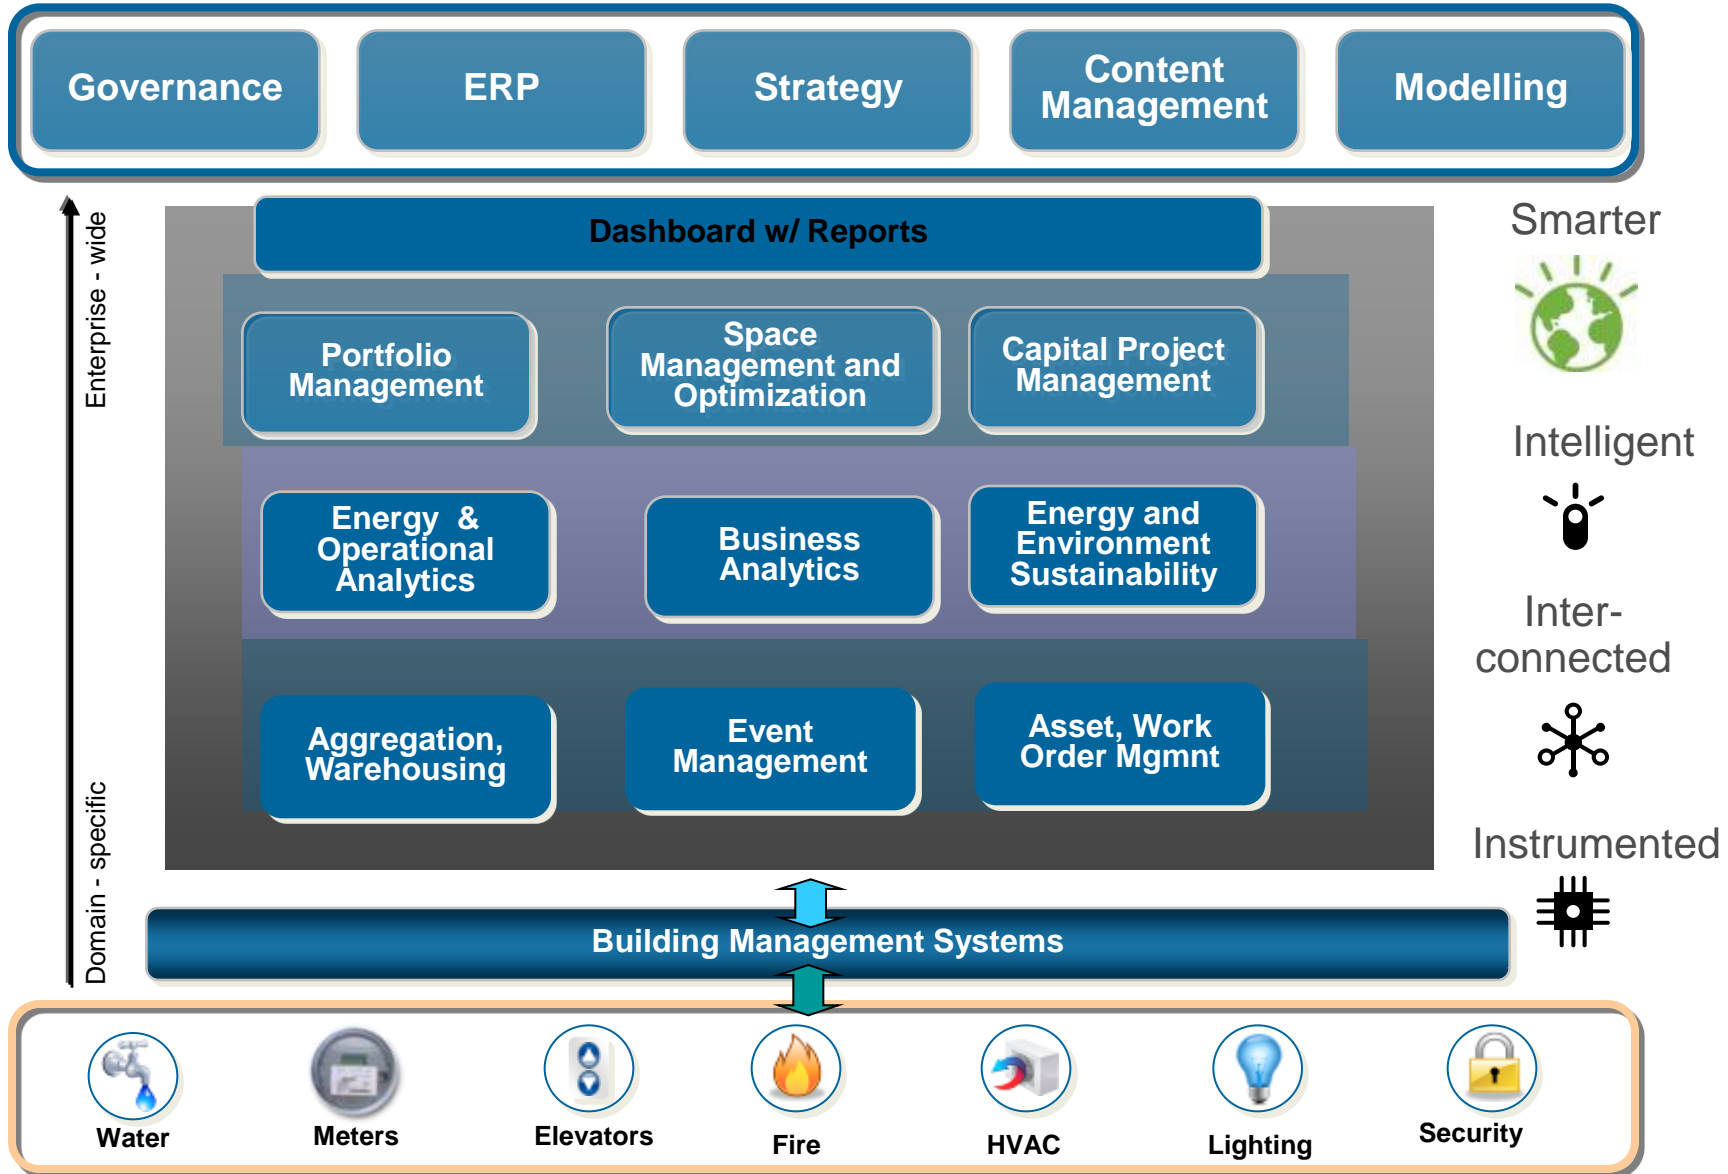 Governance
ERP
Strategy
Content
Management
Modelling
Enterprise - wide
Domain - specific
Dashboard w/ Reports
Portfolio
Management
Space
Management and
Optimization
Capital Project
Management
Energy  &
Operational
Analytics
Business
Analytics
Energy and
Environment
Sustainability
Aggregation,
Warehousing
Event
Management
Asset, Work
Order Mgmnt
Smarter
Intelligent
Inter-
connected
Instrumented
Building Management Systems
Water
Meters
Elevators
Fire
HVAC
Lighting
Security